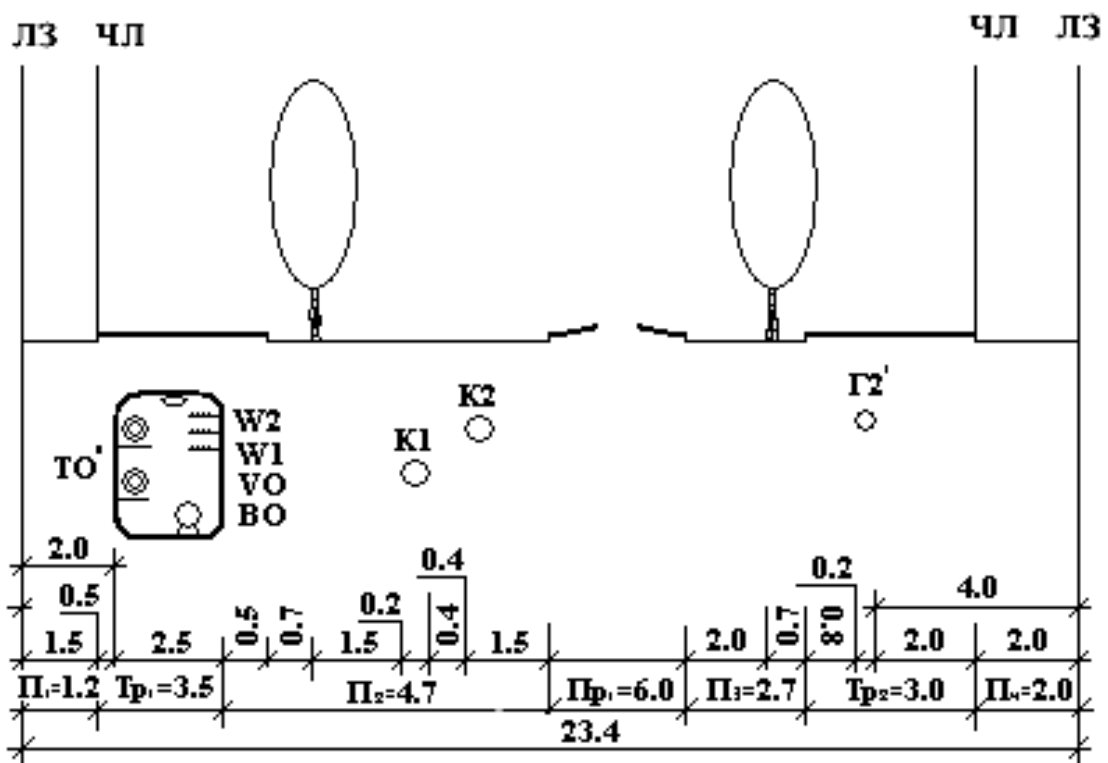 ЛЗ ЧЛ ЧЛ ЛЗ
К2 Г2'
W2
К1
W1
ТО'
VO
ВО
2.0 0.4 0.2 4.0
0.5 0.2
1.5 2.5 0.5 0.7 1.5 0.4 1.5 2.0 0.7 0.8 2.0 2.0
П₁=1.2 Тр₁=3.5 П₂=4.7 Пр₁=6.0 П₃=2.7 Тр₂=3.0 П₄=2.0
23.4